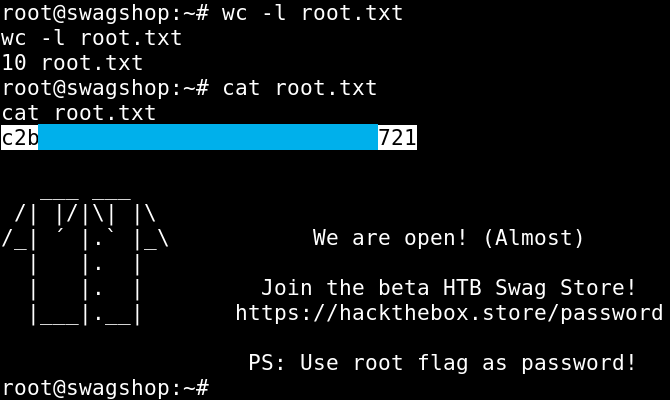 root@swagshop:~# wc -l root.txt
wc -l root.txt
10 root.txt
root@swagshop:~# cat root.txt
cat root.txt
c2b 721
   ___ ___
 /| |/|\| |\
/_| ´ |.` |_\           We are open! (Almost)
  |   |.  |
  |   |.  |         Join the beta HTB Swag Store!
  |___|.__|       https://hackthebox.store/password

                   PS: Use root flag as password!
root@swagshop:~#